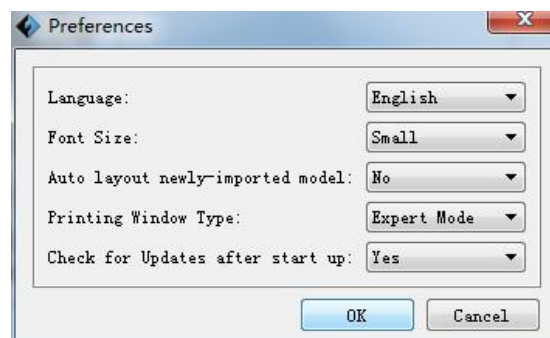 Preferences
Language: English
Font Size: Small
Auto layout newly-imported model: No
Printing Window Type: Expert Mode
Check for Updates after start up: Yes
OK Cancel